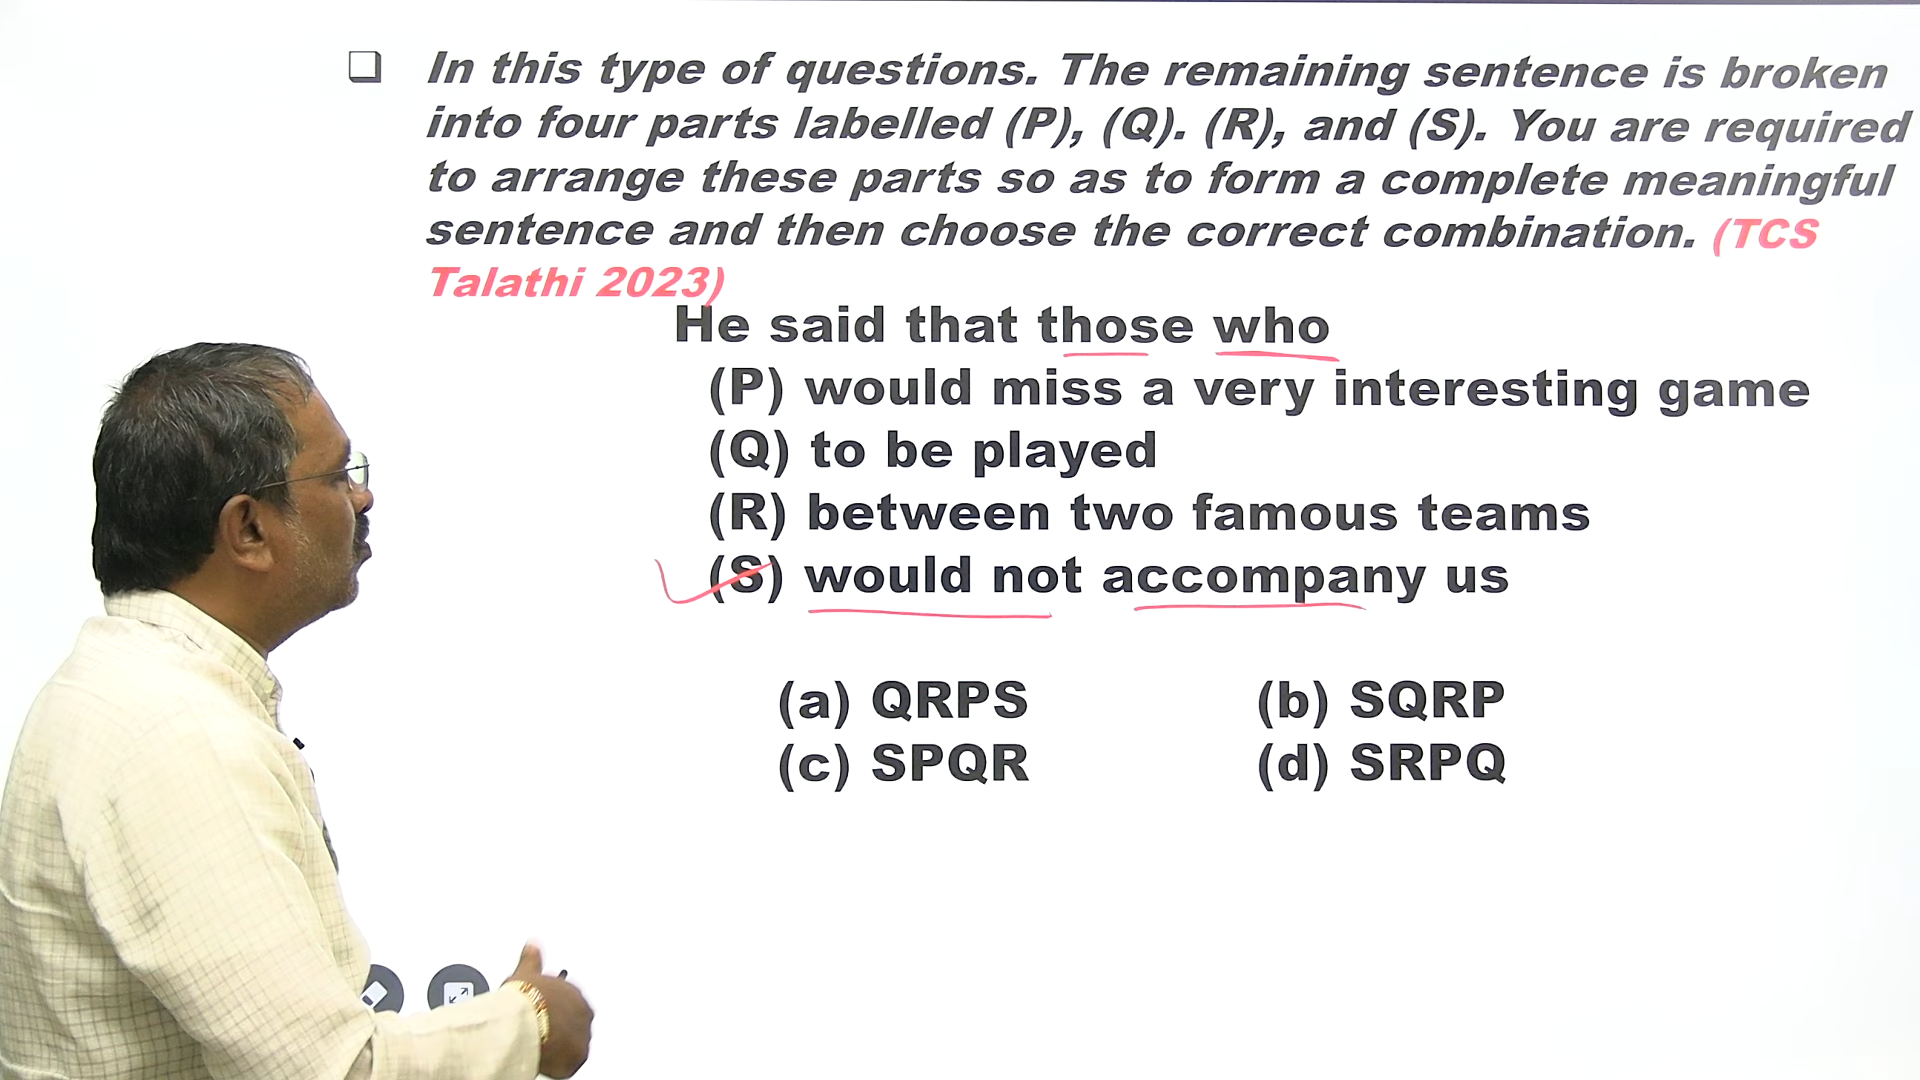 In this type of questions. The remaining sentence is broken
into four parts labelled (P), (Q). (R), and (S). You are required
to arrange these parts so as to form a complete meaningful
sentence and then choose the correct combination. (TCS
Talathi 2023)
He said that those who
(P) would miss a very interesting game
(Q) to be played
(R) between two famous teams
(S) would not accompany us
(a) QRPS (b) SQRP
(c) SPQR (d) SRPQ